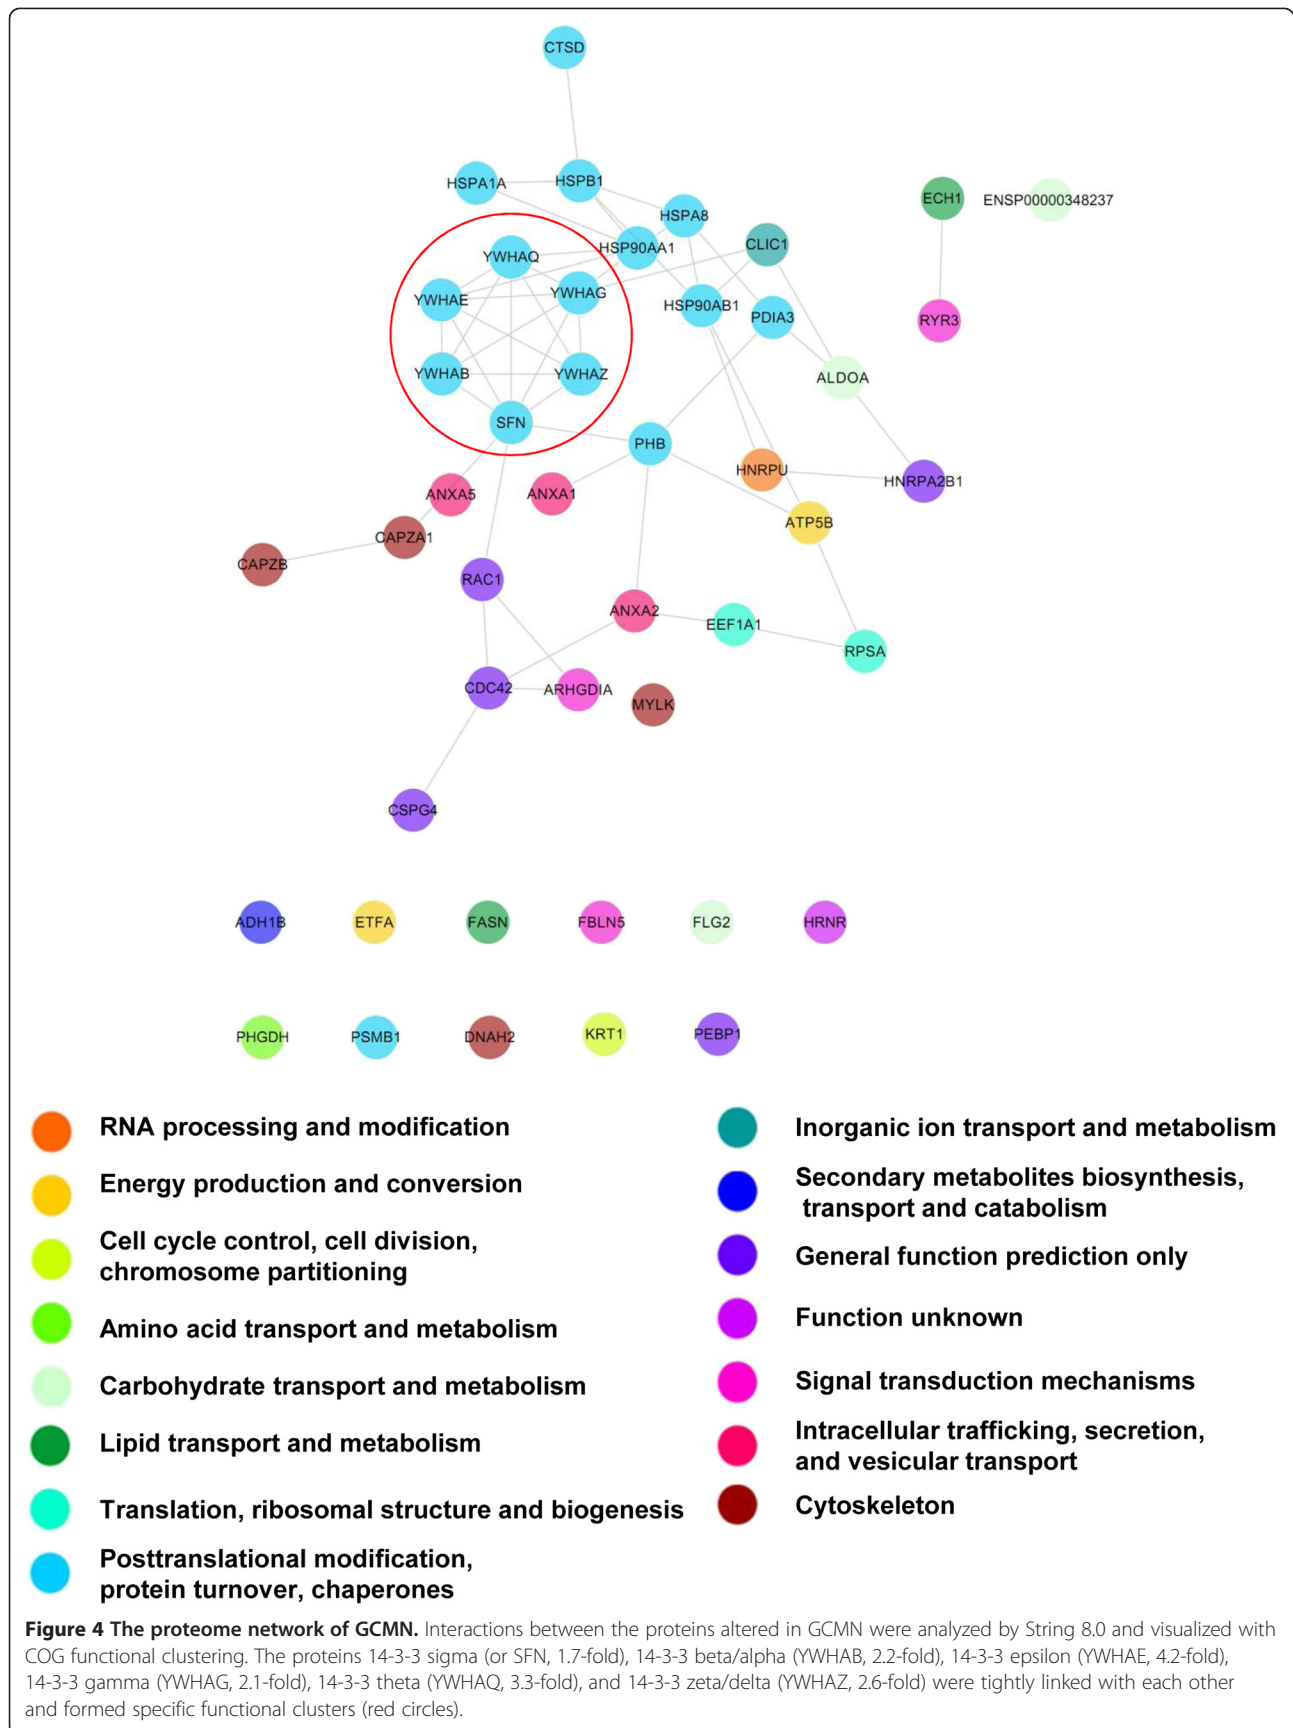 CTSD
HSPA1A
HSPB1
HSPA8
ECH1
ENSP00000348237
HSP90AA1
CLIC1
YWHAQ
YWHAE
YWHAG
HSP90AB1
PDIA3
RYR3
YWHAB
YWHAZ
ALDOA
SFN
PHB
HNRPU
HNRPA2B1
ANXA5
ANXA1
ATP5B
CAPZA1
CAPZB
RAC1
ANXA2
EEF1A1
RPSA
CDC42
ARHGDIA
MYLK
CSPG4
ADH1B
ETFA
FASN
FBLN5
FLG2
HRNR
PHGDH
PSMB1
DNAH2
KRT1
PEBP1
RNA processing and modification
Energy production and conversion
Cell cycle control, cell division,
chromosome partitioning
Amino acid transport and metabolism
Carbohydrate transport and metabolism
Lipid transport and metabolism
Translation, ribosomal structure and biogenesis
Posttranslational modification,
protein turnover, chaperones
Inorganic ion transport and metabolism
Secondary metabolites biosynthesis,
transport and catabolism
General function prediction only
Function unknown
Signal transduction mechanisms
Intracellular trafficking, secretion,
and vesicular transport
Cytoskeleton
Figure 4 The proteome network of GCMN. Interactions between the proteins altered in GCMN were analyzed by String 8.0 and visualized with
COG functional clustering. The proteins 14-3-3 sigma (or SFN, 1.7-fold), 14-3-3 beta/alpha (YWHAB, 2.2-fold), 14-3-3 epsilon (YWHAE, 4.2-fold),
14-3-3 gamma (YWHAG, 2.1-fold), 14-3-3 theta (YWHAQ, 3.3-fold), and 14-3-3 zeta/delta (YWHAZ, 2.6-fold) were tightly linked with each other
and formed specific functional clusters (red circles).